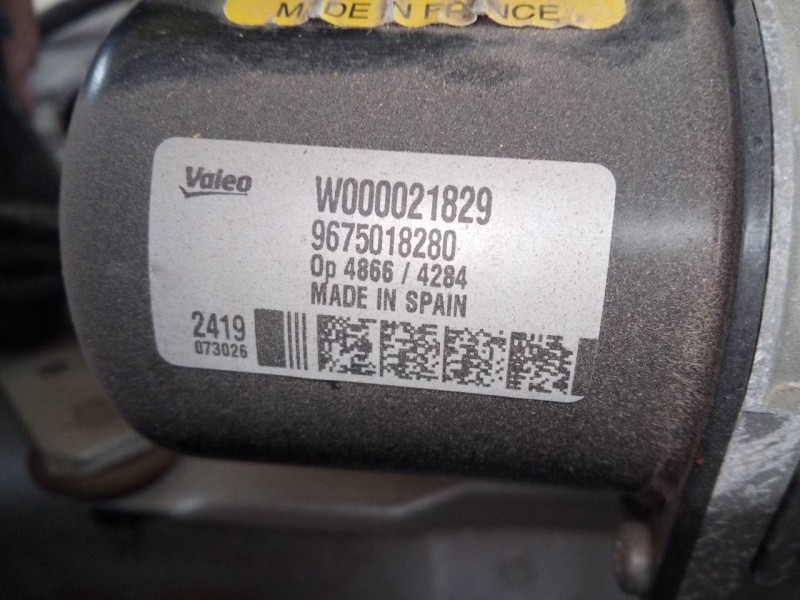 MADE IN FRANCE
Valeo
W000021829
9675018280
Op 4866 / 4284
MADE IN SPAIN
2419
073026